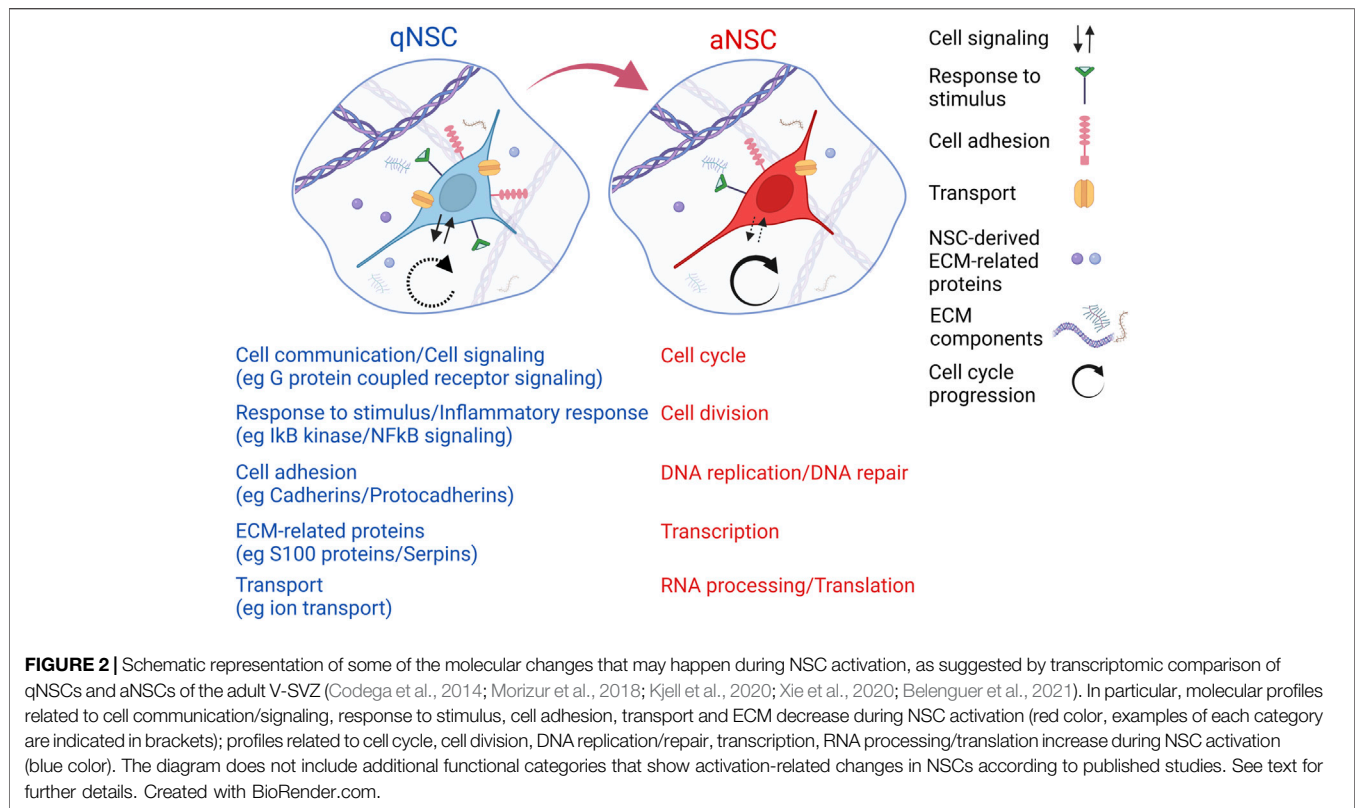 qNSC
aNSC
Cell signaling
Response to
stimulus
Cell adhesion
Transport
NSC-derived
ECM-related
proteins
ECM
components
Cell cycle
progression
Cell communication/Cell signaling
(eg G protein coupled receptor signaling)
Response to stimulus/Inflammatory response
(eg IkB kinase/NFkB signaling)
Cell adhesion
(eg Cadherins/Protocadherins)
ECM-related proteins
(eg S100 proteins/Serpins)
Transport
(eg ion transport)
Cell cycle
Cell division
DNA replication/DNA repair
Transcription
RNA processing/Translation
FIGURE 2 | Schematic representation of some of the molecular changes that may happen during NSC activation, as suggested by transcriptomic comparison of
qNSCs and aNSCs of the adult V-SVZ (Codega et al., 2014; Morizur et al., 2018; Kjell et al., 2020; Xie et al., 2020; Belenguer et al., 2021). In particular, molecular profiles
related to cell communication/signaling, response to stimulus, cell adhesion, transport and ECM decrease during NSC activation (red color, examples of each category
are indicated in brackets); profiles related to cell cycle, cell division, DNA replication/repair, transcription, RNA processing/translation increase during NSC activation
(blue color). The diagram does not include additional functional categories that show activation-related changes in NSCs according to published studies. See text for
further details. Created with BioRender.com.